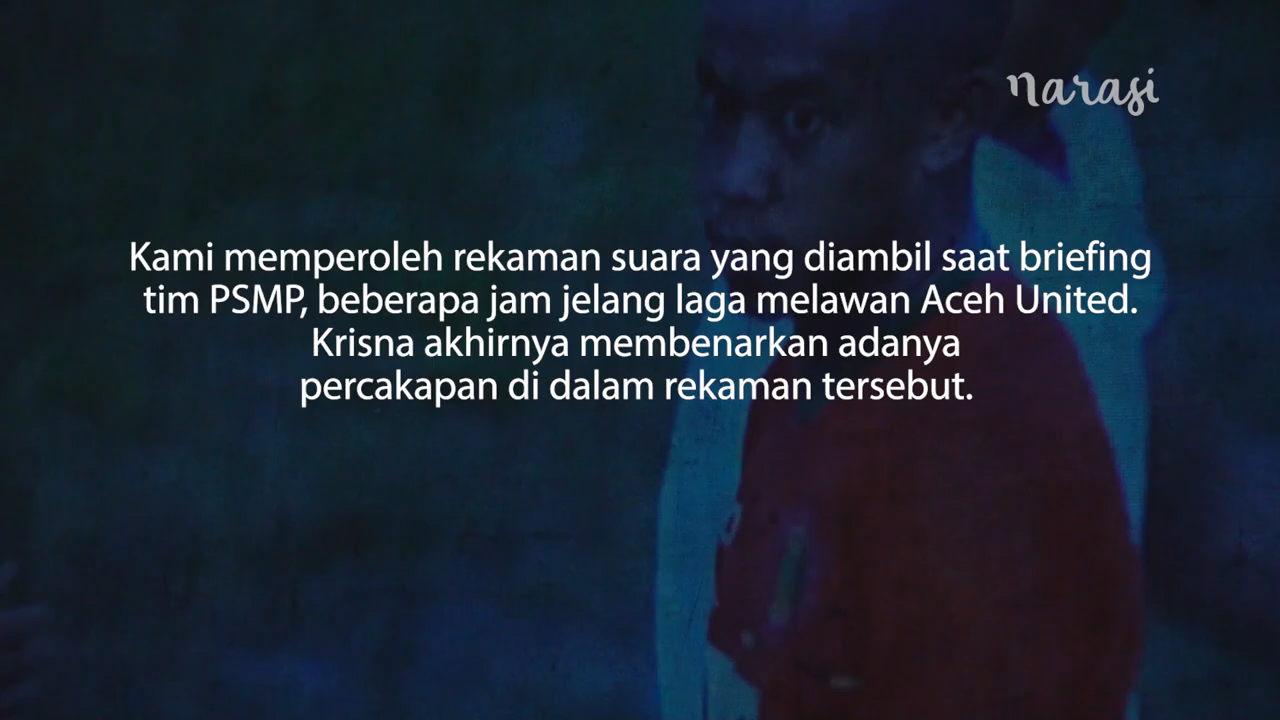 narasi
Kami memperoleh rekaman suara yang diambil saat briefing
tim PSMP, beberapa jam jelang laga melawan Aceh United.
Krisna akhirnya membenarkan adanya
percakapan di dalam rekaman tersebut.